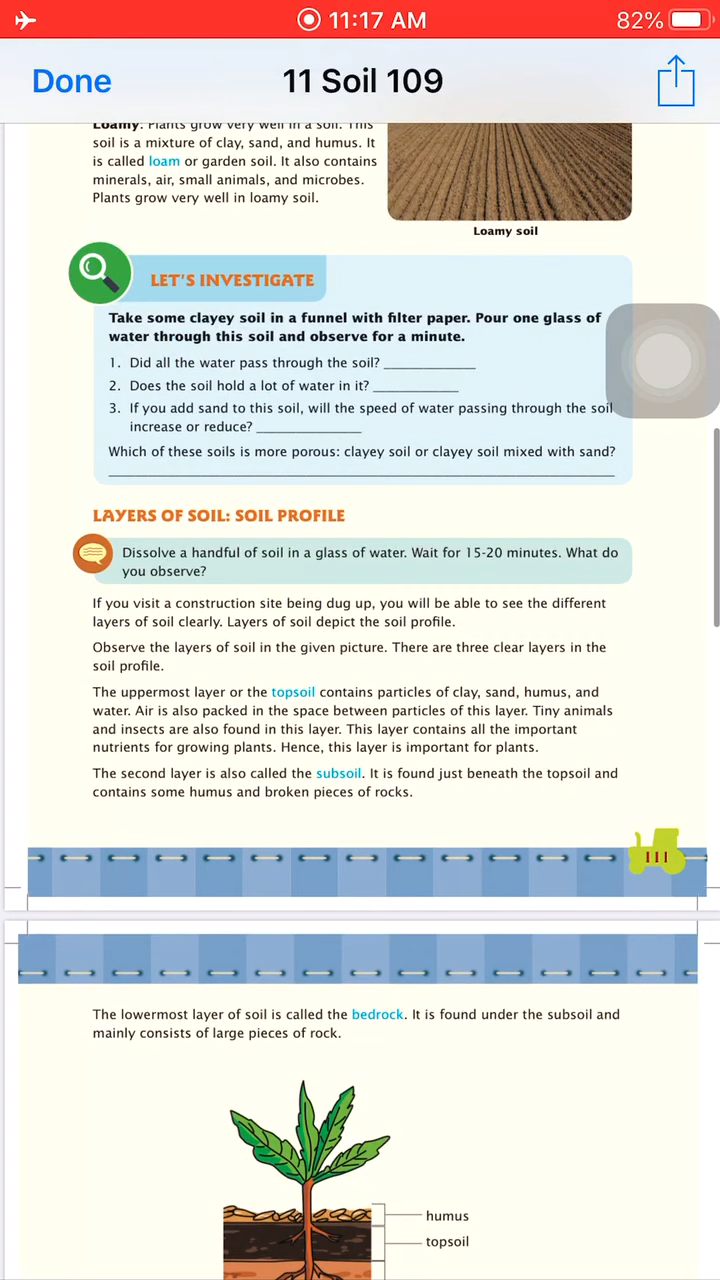 11:17 AM
82%
Done
11 Soil 109
Loamy: Plants grow very well in a soil. This
soil is a mixture of clay, sand, and humus. It
is called loam or garden soil. It also contains
minerals, air, small animals, and microbes.
Plants grow very well in loamy soil.
Loamy soil
LET'S INVESTIGATE
Take some clayey soil in a funnel with filter paper. Pour one glass of
water through this soil and observe for a minute.
1. Did all the water pass through the soil?
2. Does the soil hold a lot of water in it?
3. If you add sand to this soil, will the speed of water passing through the soil
increase or reduce?
Which of these soils is more porous: clayey soil or clayey soil mixed with sand?
LAYERS OF SOIL: SOIL PROFILE
Dissolve a handful of soil in a glass of water. Wait for 15-20 minutes. What do
you observe?
If you visit a construction site being dug up, you will be able to see the different
layers of soil clearly. Layers of soil depict the soil profile.
Observe the layers of soil in the given picture. There are three clear layers in the
soil profile.
The uppermost layer or the topsoil contains particles of clay, sand, humus, and
water. Air is also packed in the space between particles of this layer. Tiny animals
and insects are also found in this layer. This layer contains all the important
nutrients for growing plants. Hence, this layer is important for plants.
The second layer is also called the subsoil. It is found just beneath the topsoil and
contains some humus and broken pieces of rocks.
111
The lowermost layer of soil is called the bedrock. It is found under the subsoil and
mainly consists of large pieces of rock.
humus
topsoil